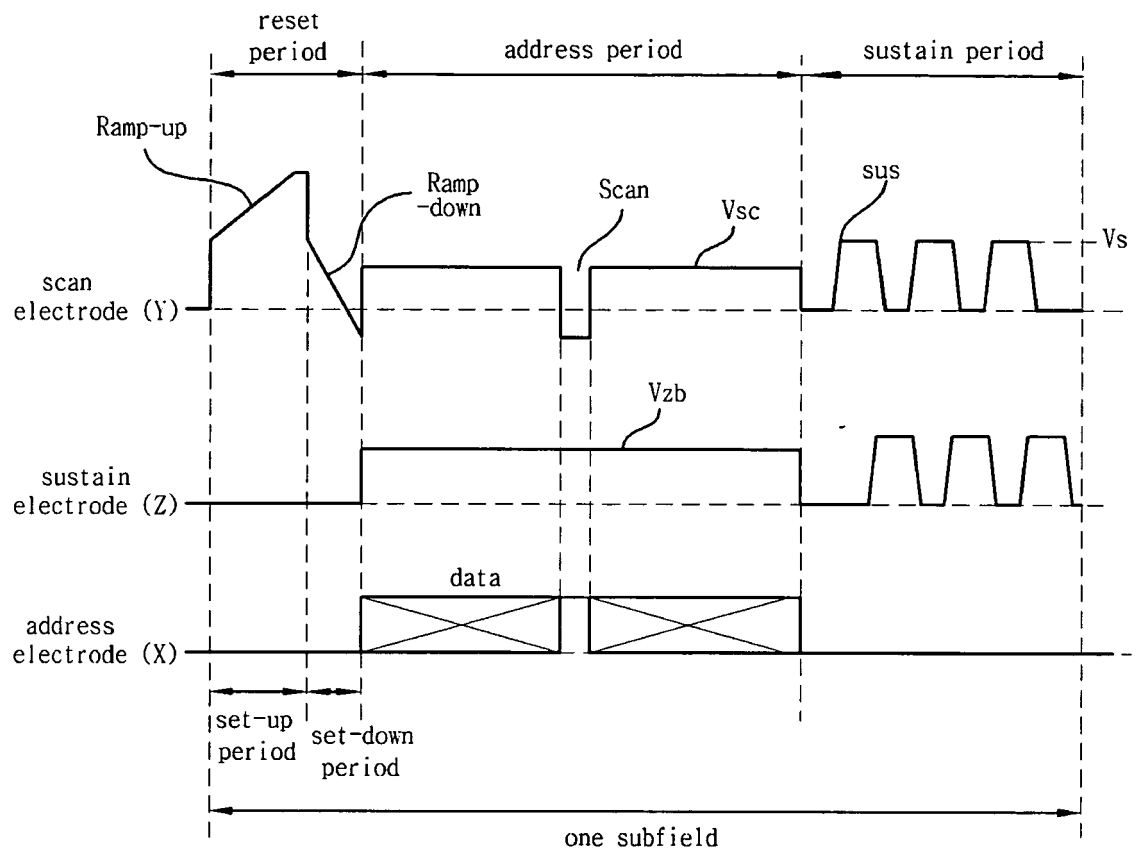 reset
period
address period
sustain period
Ramp-up
Ramp
-down
Scan
Vsc
sus
Vs
scan
electrode (Y)
Vzb
sustain
electrode (Z)
data
address
electrode (X)
set-up
period
set-down
period
one subfield